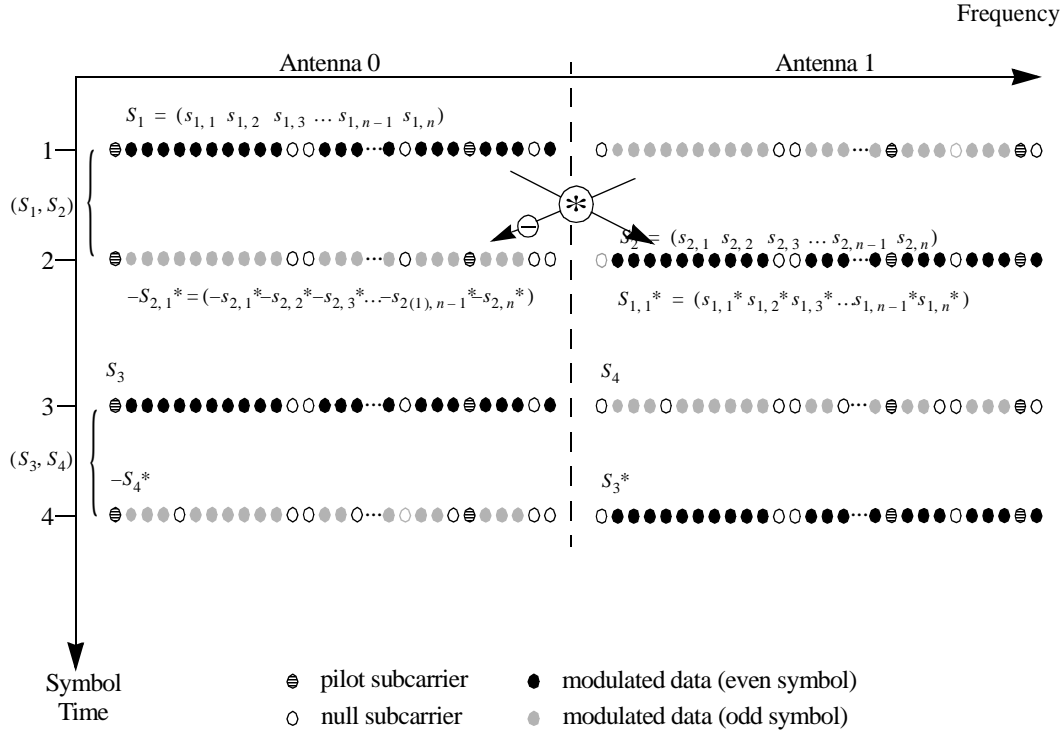 Frequency
Antenna 0 Antenna 1
S1 = (s1,1 s1,2 s1,3 … s1,n−1 s1,n)
1
(S1, S2)
*
−
S2 = (s2,1 s2,2 s2,3 … s2,n−1 s2,n)
2
−S2,1* = (−s2,1* −s2,2* −s2,3* … −s2(1),n−1* −s2,n*)
S1,1* = (s1,1* s1,2* s1,3* … s1,n−1* s1,n*)
S3 S4
3
(S3, S4)
−S4* S3*
4
Symbol
Time
pilot subcarrier modulated data (even symbol)
null subcarrier modulated data (odd symbol)